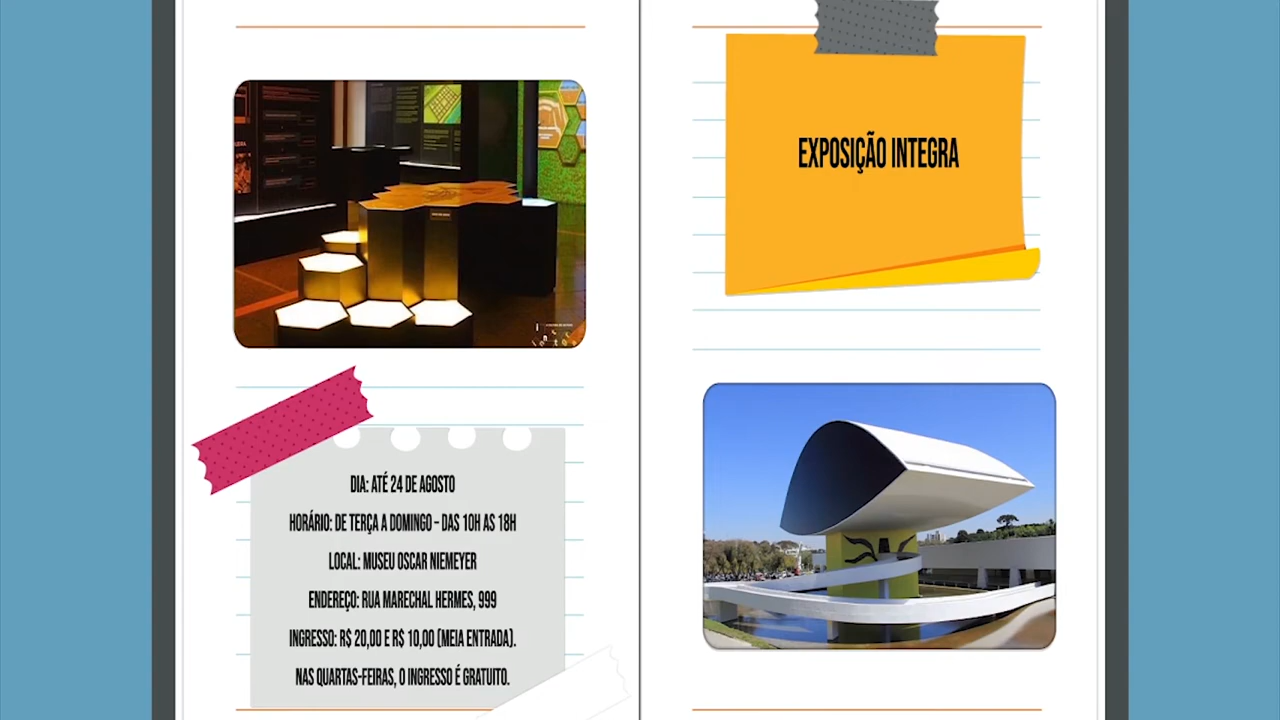 DIA: ATÉ 24 DE AGOSTO
HORÁRIO: DE TERÇA A DOMINGO – DAS 10H AS 18H
LOCAL: MUSEU OSCAR NIEMEYER
ENDEREÇO: RUA MARECHAL HERMES, 999
INGRESSO: R$ 20,00 E R$ 10,00 (MEIA ENTRADA).
NAS QUARTAS-FEIRAS, O INGRESSO É GRATUITO.
EXPOSIÇÃO INTEGRA